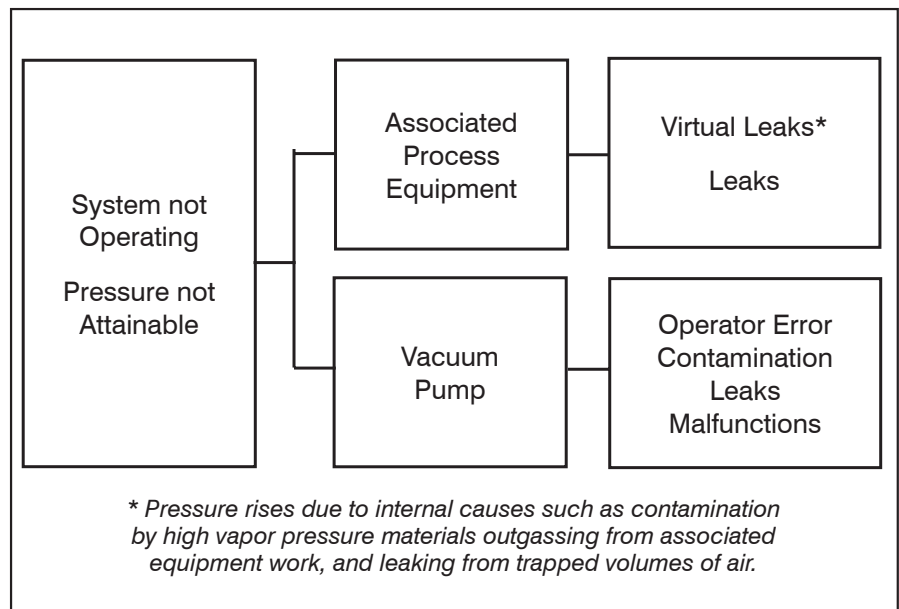 System not
Operating
Pressure not
Attainable
Associated
Process
Equipment
Virtual Leaks*
Leaks
Vacuum
Pump
Operator Error
Contamination
Leaks
Malfunctions
* Pressure rises due to internal causes such as contamination
by high vapor pressure materials outgassing from associated
equipment work, and leaking from trapped volumes of air.